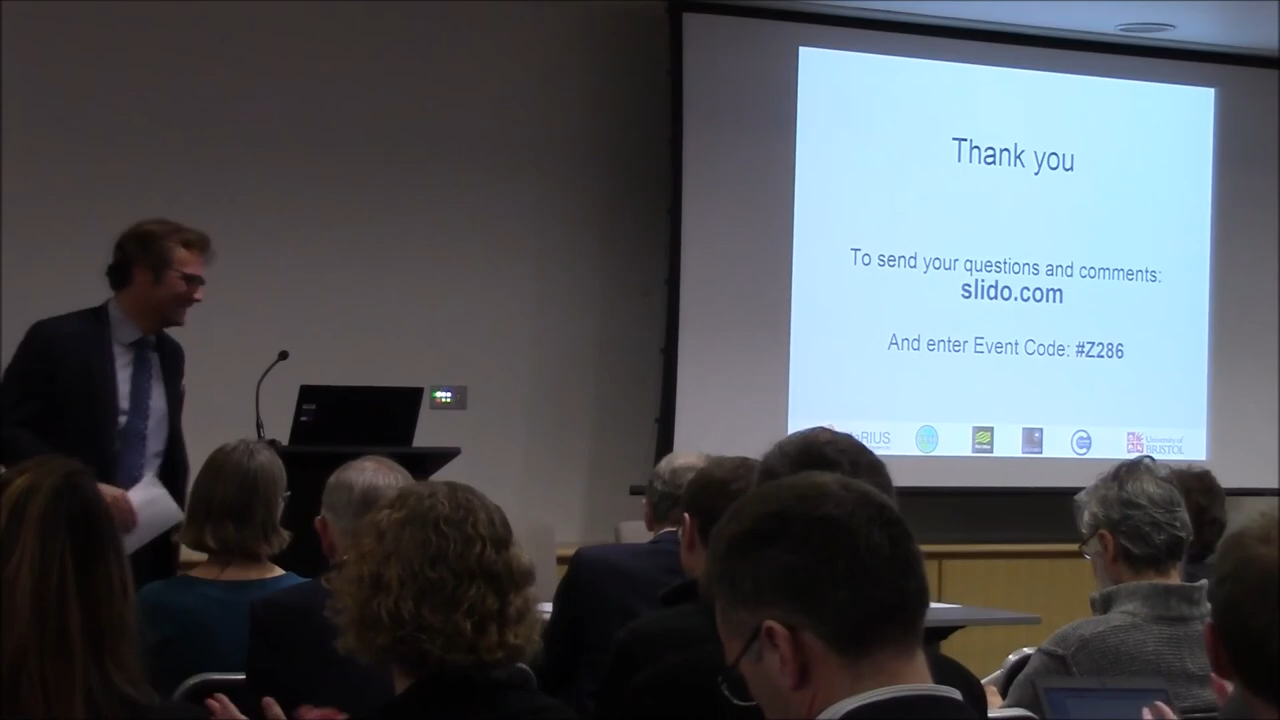 Thank you
To send your questions and comments:
slido.com
And enter Event Code: #Z286
University of
BRISTOL